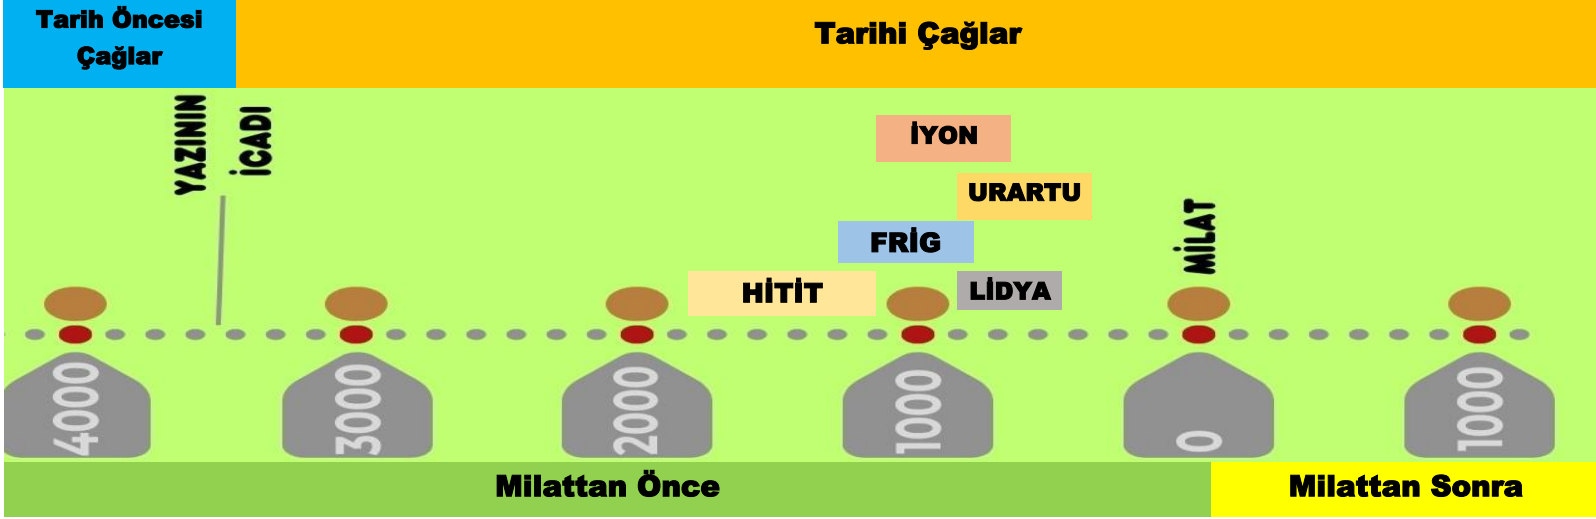 Tarih Öncesi
Çağlar
Tarihi Çağlar
YAZININ
İCADI
İYON
URARTU
FRİG
MİLAT
HİTİT
LİDYA
4000
3000
2000
1000
0
1000
Milattan Önce
Milattan Sonra